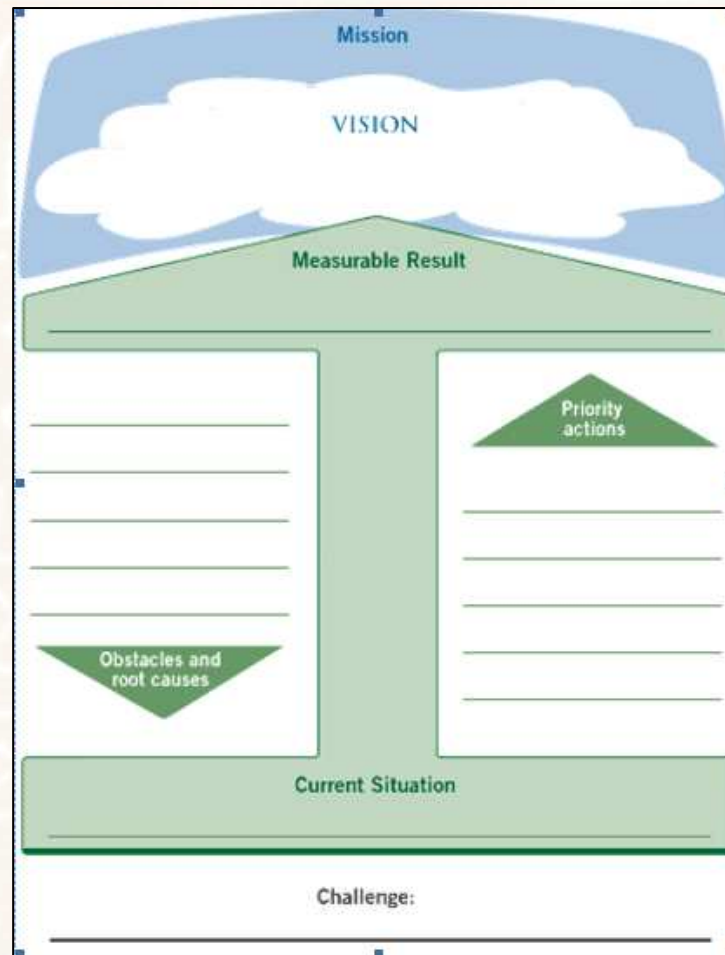 Mission
VISION
Measurable Result
Priority
actions
Obstacles and
root causes
Current Situation
Challenge: